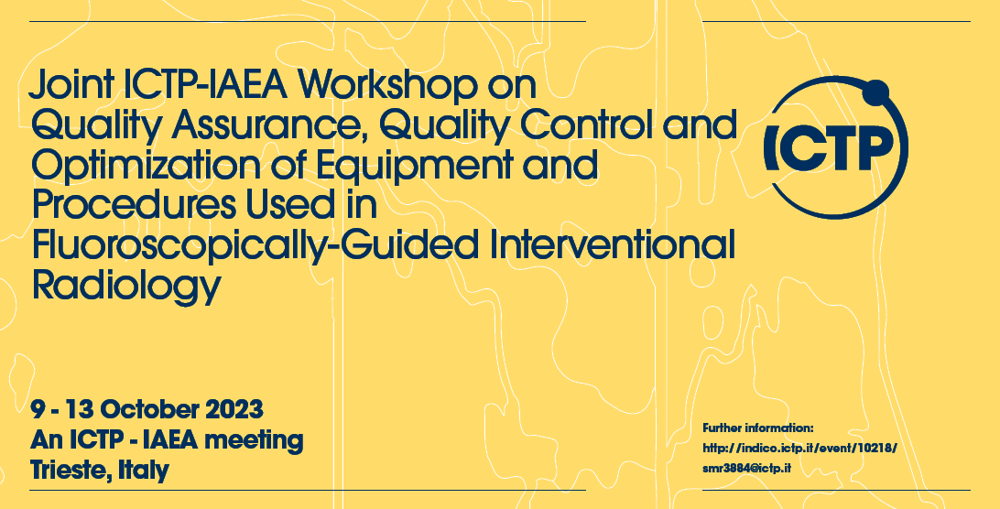 Joint ICTP-IAEA Workshop on
Quality Assurance, Quality Control and
Optimization of Equipment and
Procedures Used in
Fluoroscopically-Guided Interventional
Radiology
ICTP
9 - 13 October 2023
An ICTP - IAEA meeting
Trieste, Italy
Further information:
http://indico.ictp.it/event/10218/
smr3884@ictp.it